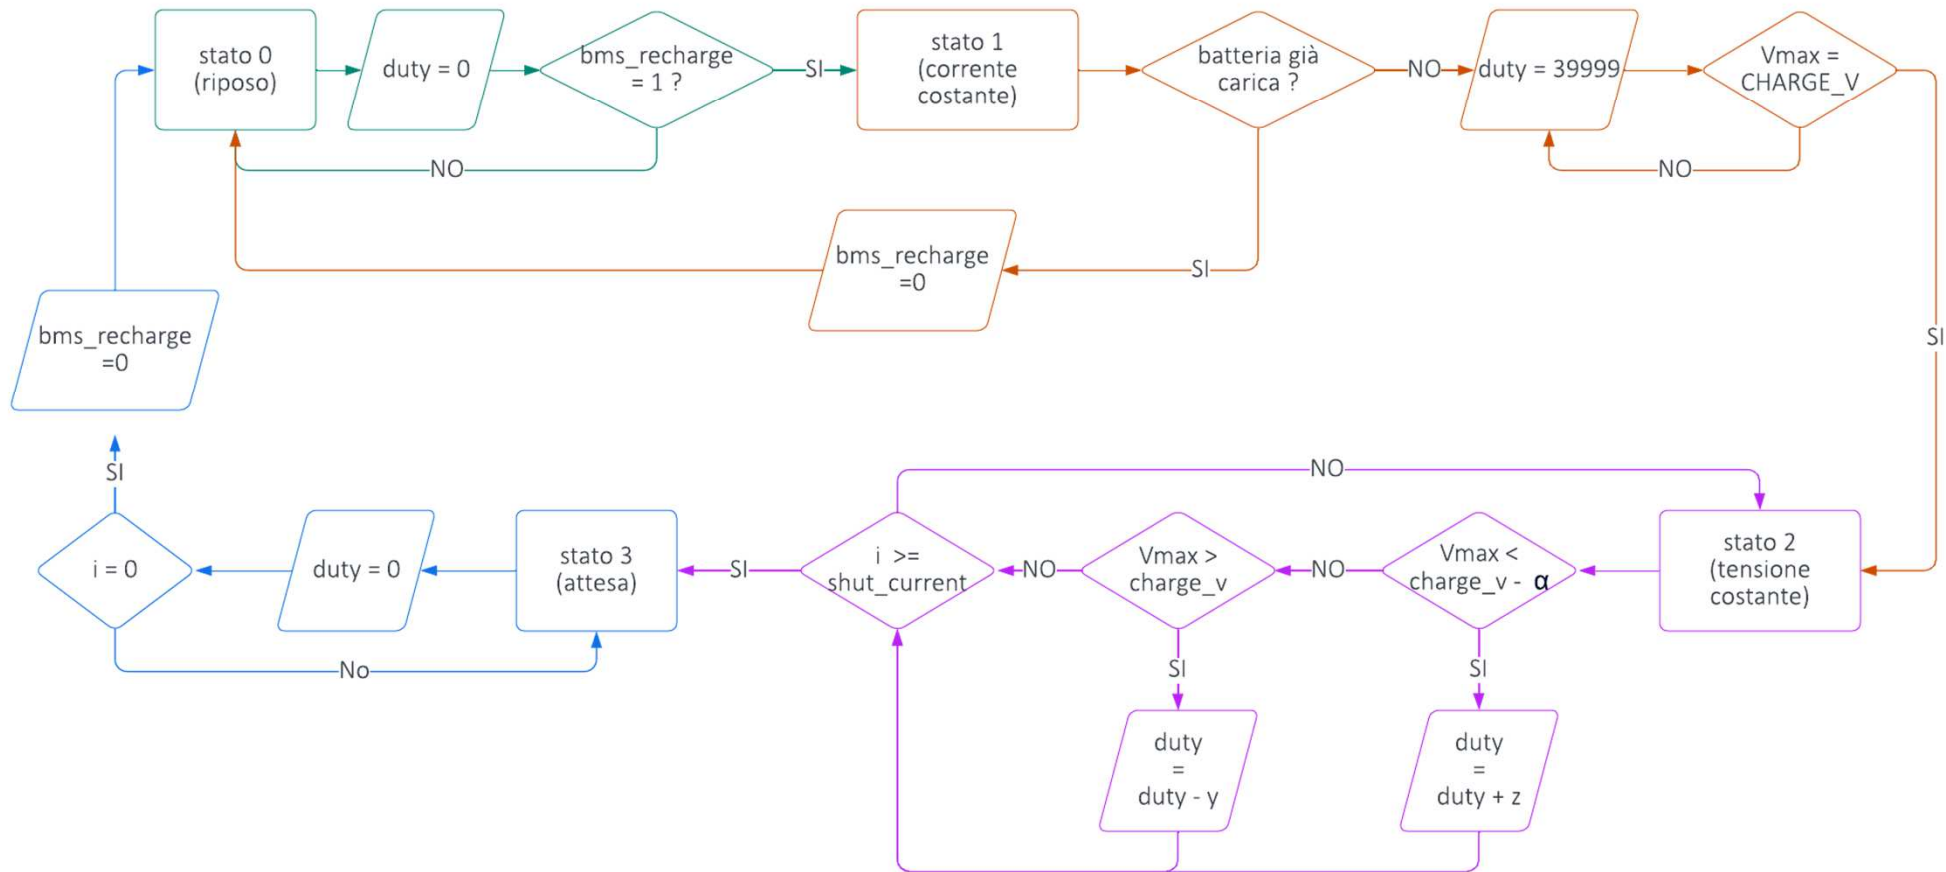 stato 0
(riposo)
duty = 0
bms_recharge
= 1 ?
SI
stato 1
(corrente
costante)
batteria già
carica ?
NO
duty = 39999
Vmax =
CHARGE_V
NO
NO
SI
bms_recharge
=0
SI
bms_recharge
=0
SI
i = 0
duty = 0
stato 3
(attesa)
SI
i >=
shut_current
NO
NO
Vmax >
charge_v
NO
Vmax <
charge_v - α
stato 2
(tensione
costante)
No
SI
SI
duty
=
duty - y
duty
=
duty + z